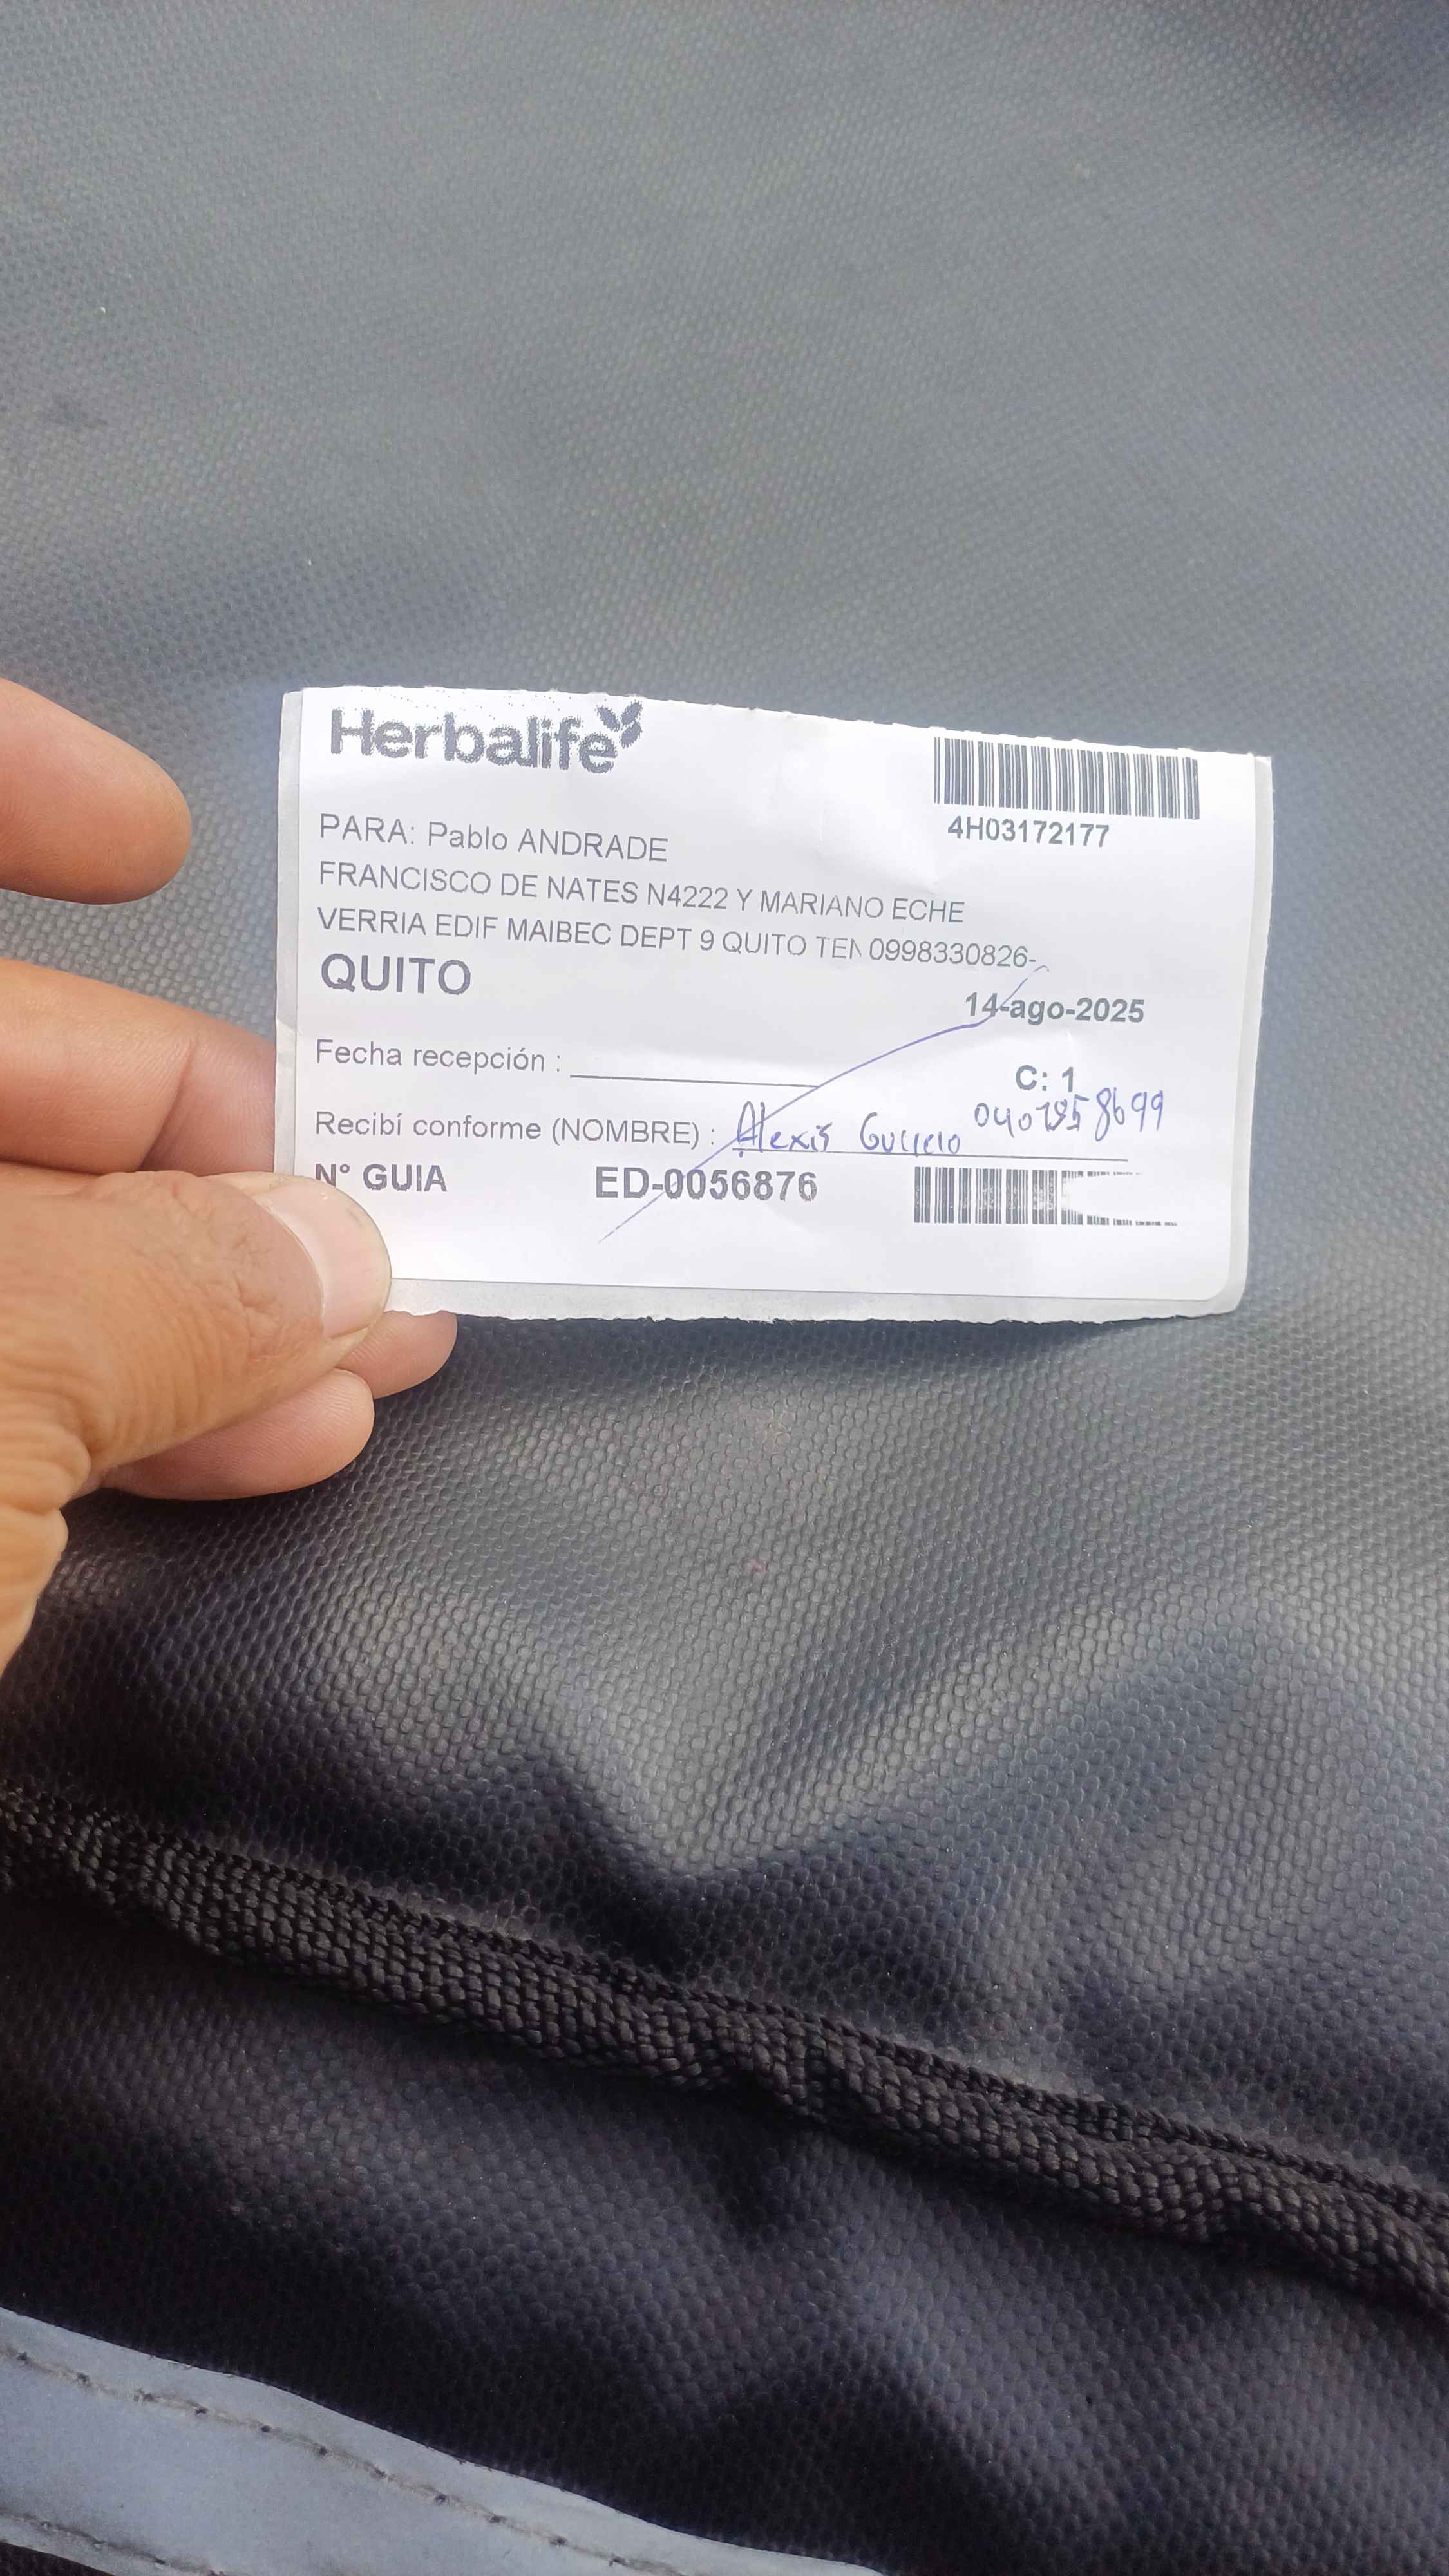 Herbalife
4H03172177
PARA: Pablo ANDRADE
FRANCISCO DE NATES N4222 Y MARIANO ECHE
VERRIA EDIF MAIBEC DEPT 9 QUITO TEN 0998330826-
QUITO
14-ago-2025
Fecha recepción :
C: 1
Recibí conforme (NOMBRE) : Alexis
N° GUIA ED-0056876